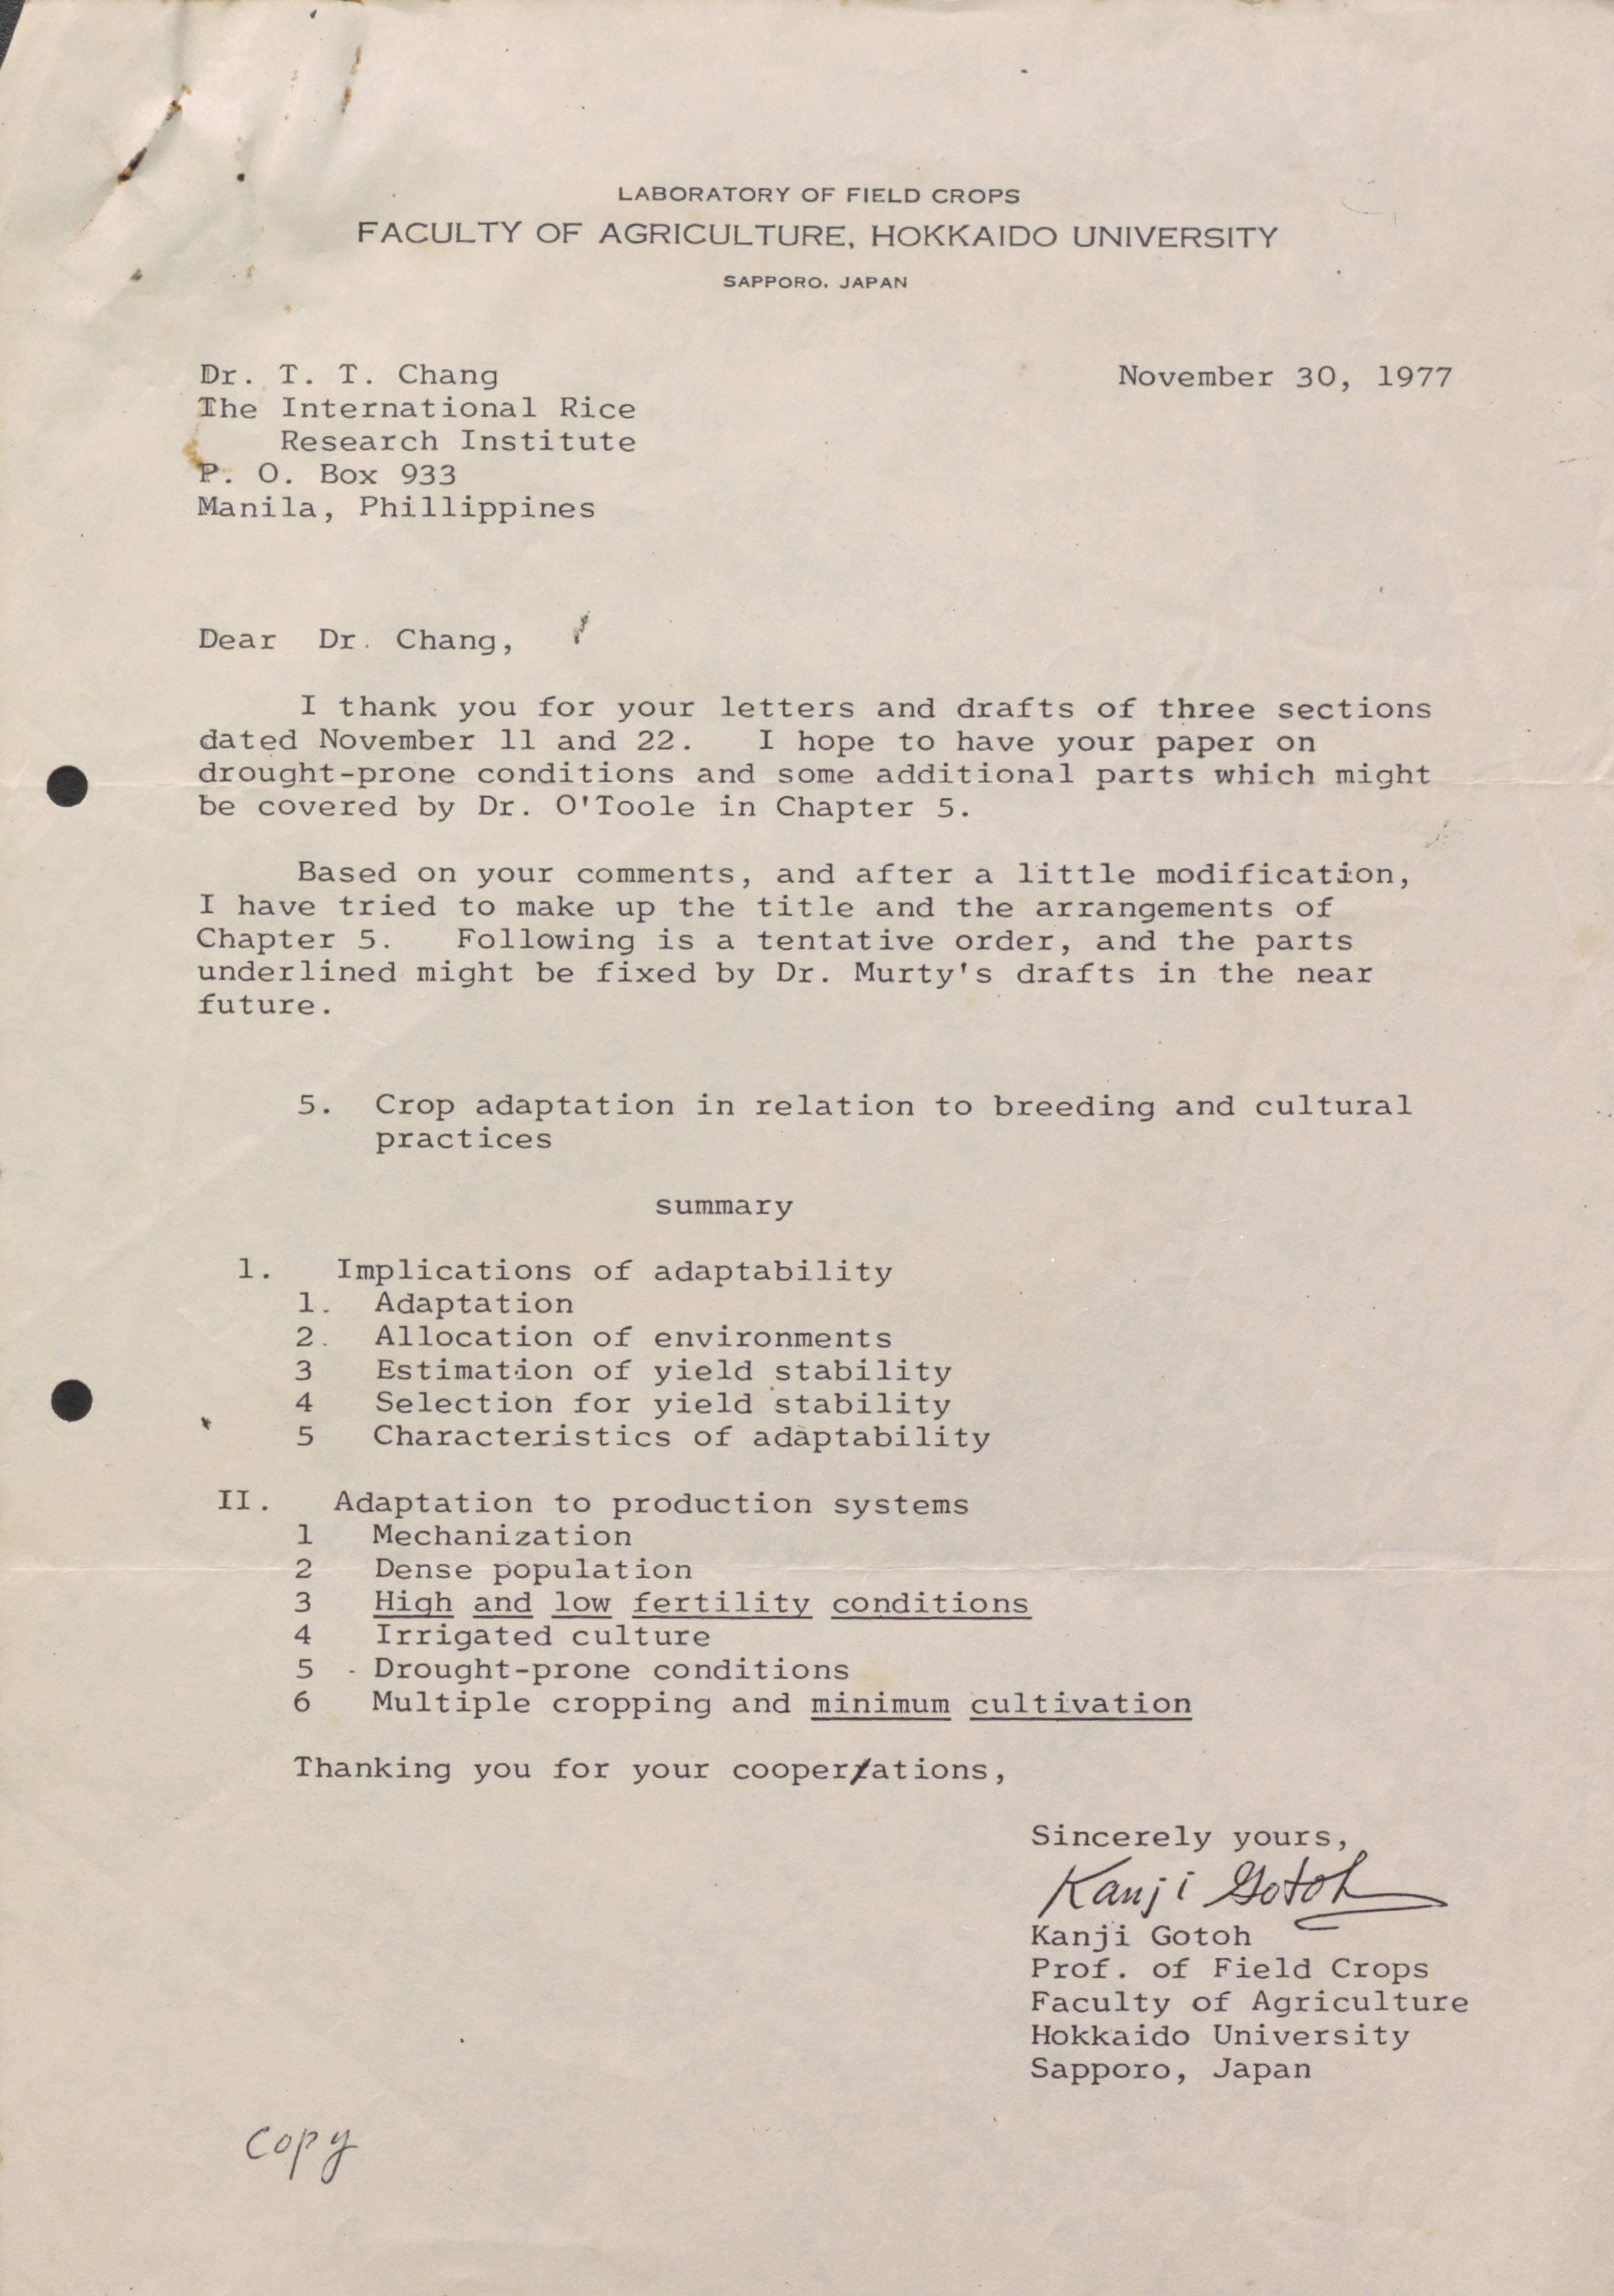 LABORATORY OF FIELD CROPS
FACULTY OF AGRICULTURE, HOKKAIDO UNIVERSITY
SAPPORO, JAPAN
Dr. T. T. Chang
November 30, 1977
The International Rice
Research Institute
P. O. Box 933
Manila, Phillippines
Dear Dr. Chang,
I thank you for your letters and drafts of three sections
dated November 11 and 22. I hope to have your paper on
drought-prone conditions and some additional parts which might
be covered by Dr. O'Toole in Chapter 5.
Based on your comments, and after a little modification,
I have tried to make up the title and the arrangements of
Chapter 5. Following is a tentative order, and the parts
underlined might be fixed by Dr. Murty's drafts in the near
future.
5. Crop adaptation in relation to breeding and cultural
practices
summary
1. Implications of adaptability
1. Adaptation
2. Allocation of environments
3 Estimation of yield stability
4 Selection for yield stability
5 Characteristics of adaptability
II. Adaptation to production systems
1 Mechanization
2 Dense population
3 High and low fertility conditions
4 Irrigated culture
5 - Drought-prone conditions
6 Multiple cropping and minimum cultivation
Thanking you for your cooperations,
Sincerely yours,
Kanji Gotoh
Kanji Gotoh
Prof. of Field Crops
Faculty of Agriculture
Hokkaido University
Sapporo, Japan
copy